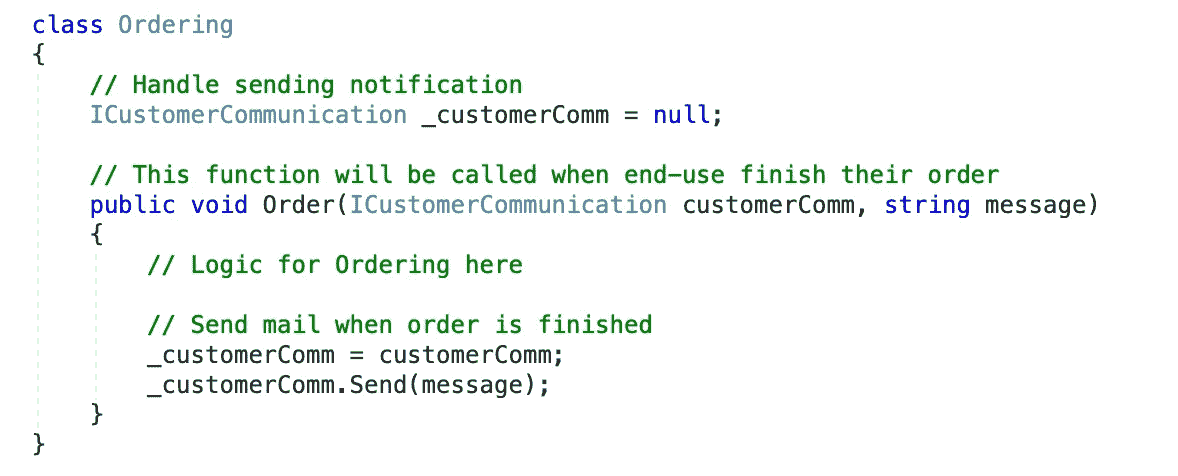 class Ordering
{
// Handle sending notification
ICustomerCommunication _customerComm = null;
// This function will be called when end-use finish their order
public void Order(ICustomerCommunication customerComm, string message)
{
// Logic for Ordering here
// Send mail when order is finished
_customerComm = customerComm;
_customerComm.Send(message);
}
}